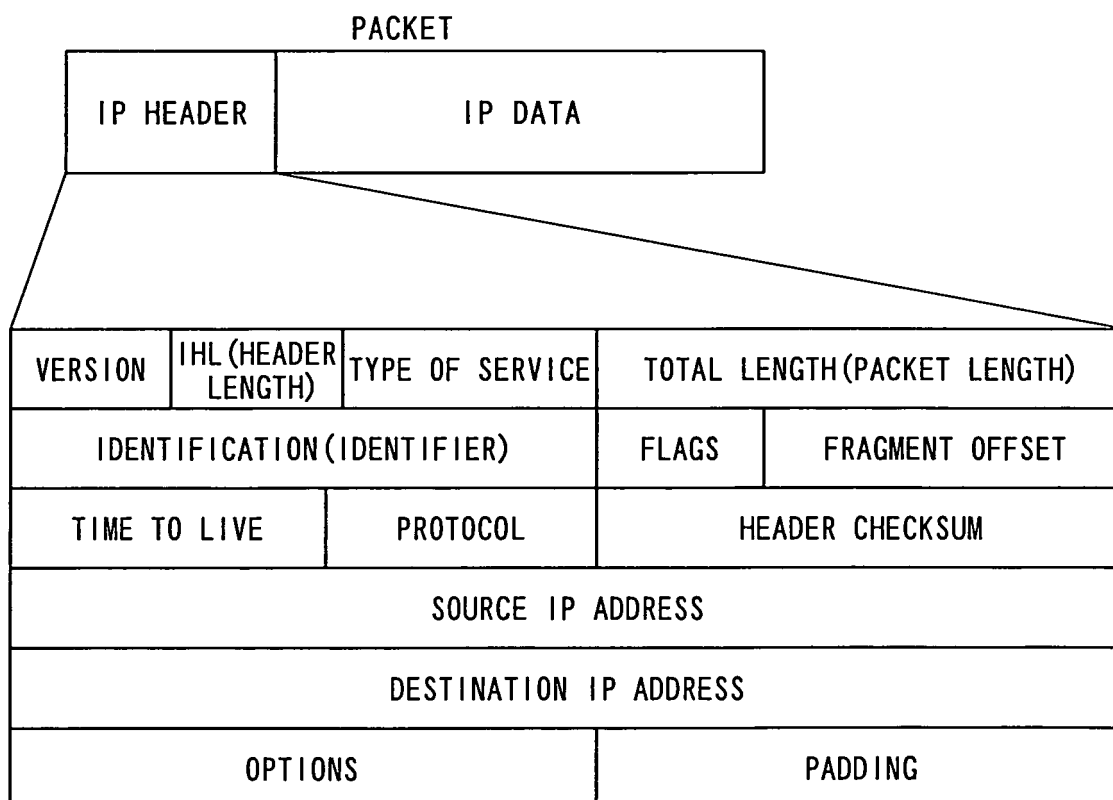 PACKET
IP HEADER
IP DATA
VERSION
IHL(HEADER
LENGTH)
TYPE OF SERVICE
TOTAL LENGTH(PACKET LENGTH)
IDENTIFICATION(IDENTIFIER)
FLAGS
FRAGMENT OFFSET
TIME TO LIVE
PROTOCOL
HEADER CHECKSUM
SOURCE IP ADDRESS
DESTINATION IP ADDRESS
OPTIONS
PADDING